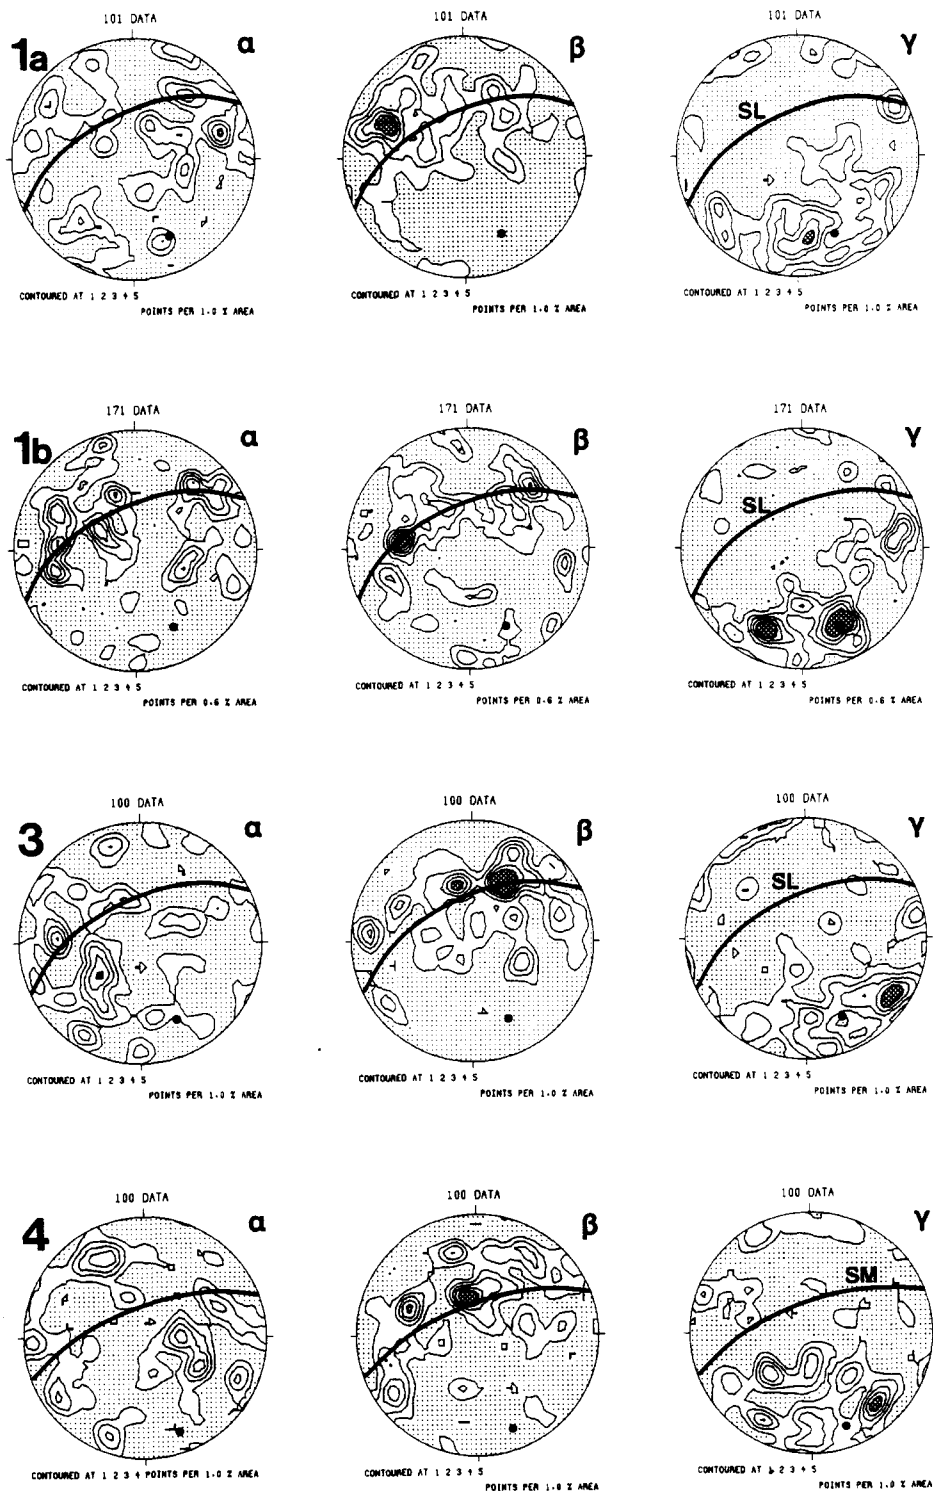 101 DATA
101 DATA
101 DATA
1a
α
β
γ
SL
CONTOURED AT 1 2 3 4 5
CONTOURED AT 1 2 3 4 5
CONTOURED AT 1 2 3 4 5
POINTS PER 1.0 % AREA
POINTS PER 1.0 % AREA
POINTS PER 1.0 % AREA
171 DATA
171 DATA
171 DATA
1b
α
β
γ
SL
CONTOURED AT 1 2 3 4 5
CONTOURED AT 1 2 3 4 5
CONTOURED AT 1 2 3 4 5
POINTS PER 0.6 % AREA
POINTS PER 0.6 % AREA
POINTS PER 0.6 % AREA
100 DATA
100 DATA
100 DATA
3
α
β
γ
SL
CONTOURED AT 1 2 3 4 5
CONTOURED AT 1 2 3 4 5
CONTOURED AT 1 2 3 4 5
POINTS PER 1.0 % AREA
POINTS PER 1.0 % AREA
POINTS PER 1.0 % AREA
100 DATA
100 DATA
100 DATA
4
α
β
γ
SM
CONTOURED AT 1 2 3 4 POINTS PER 1.0 % AREA
CONTOURED AT 1 2 3 4 5
CONTOURED AT 1 2 3 4 5
POINTS PER 1.0 % AREA
POINTS PER 1.0 % AREA